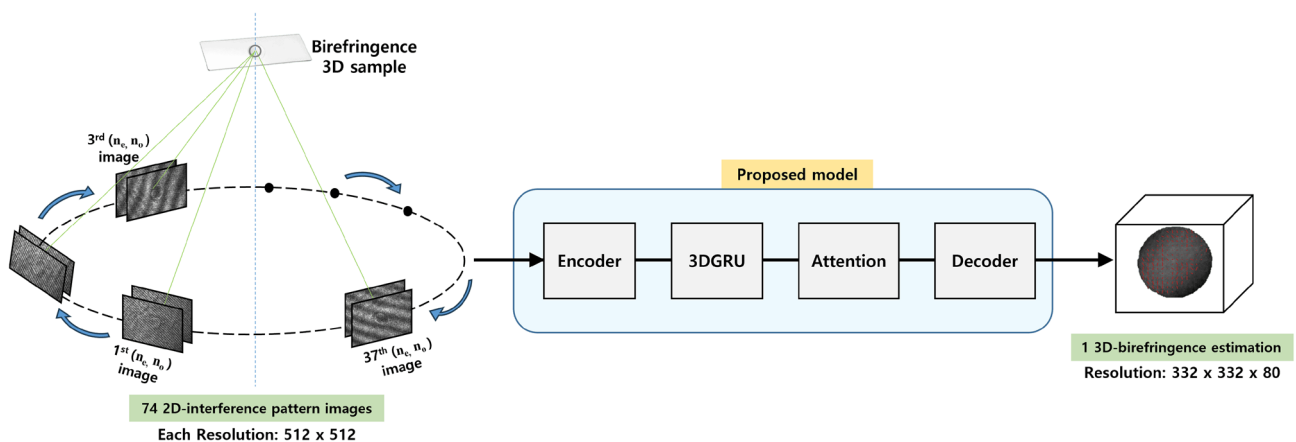 Birefringence
3D sample
3rd (ne, no)
image
1st (ne, no)
image
37th (ne, no)
image
74 2D-interference pattern images
Each Resolution: 512 x 512
Proposed model
Encoder
3DGRU
Attention
Decoder
1 3D-birefringence estimation
Resolution: 332 x 332 x 80